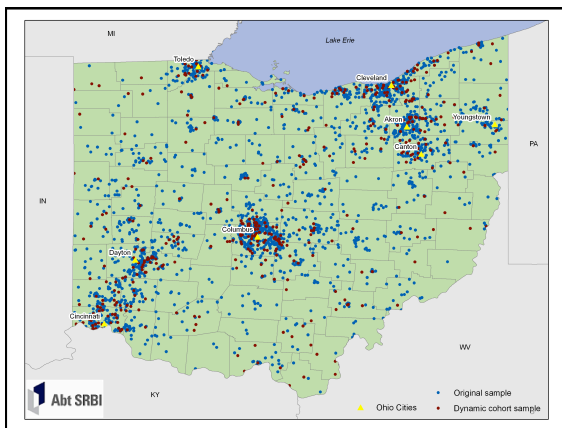 MI
Lake Erie
Toledo
Cleveland
Akron
Youngstown
Canton
PA
IN
Columbus
Dayton
Cincinnati
WV
KY
Abt SRBI
Original sample
Ohio Cities
Dynamic cohort sample